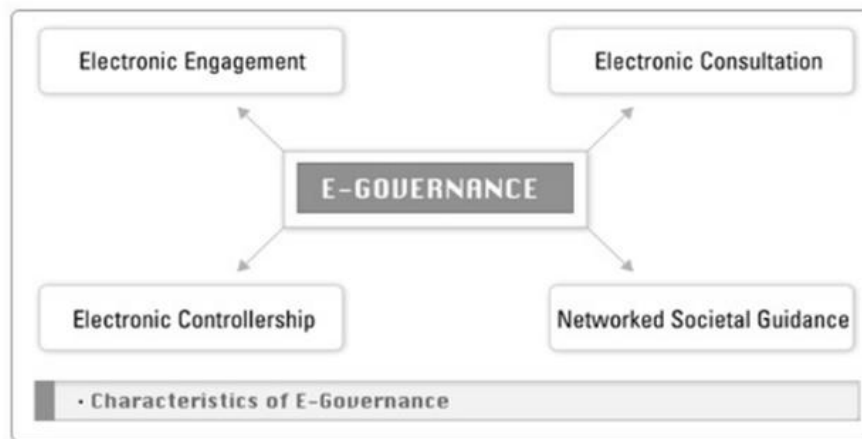 Electronic Engagement
Electronic Consultation
E-GOVERNANCE
Electronic Controllership
Networked Societal Guidance
· Characteristics of E-Governance